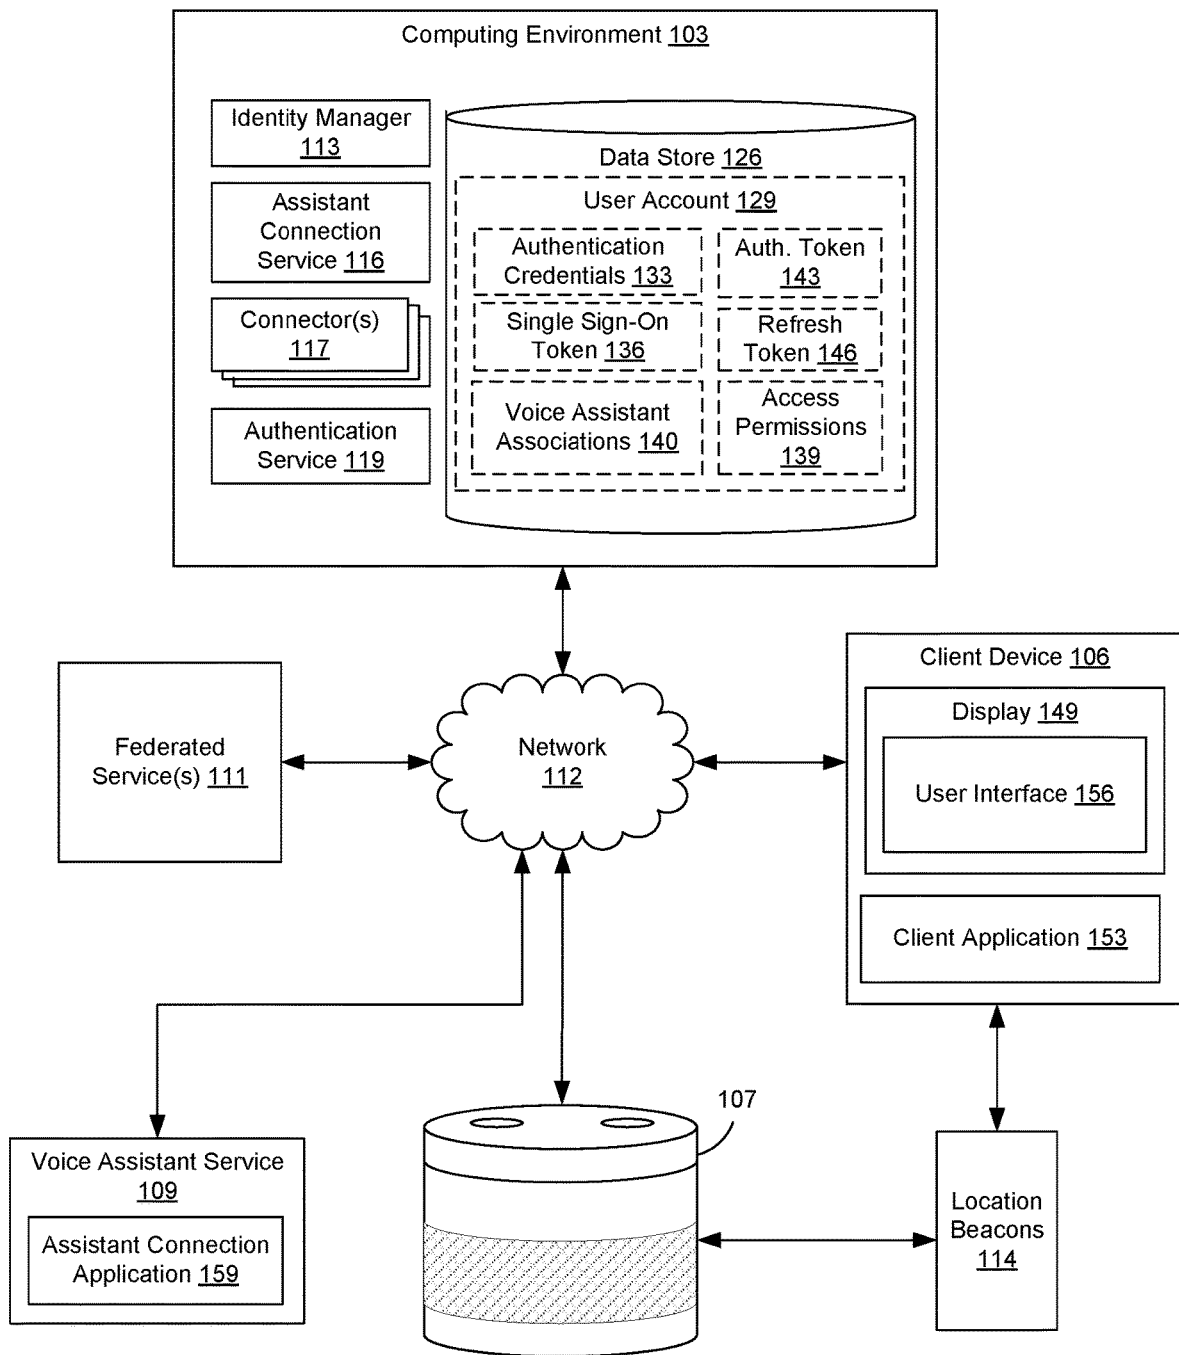 Computing Environment 103
Identity Manager
113
Assistant
Connection
Service 116
Connector(s)
117
Authentication
Service 119
Data Store 126
User Account 129
Authentication
Credentials 133
Auth. Token
143
Single Sign-On
Token 136
Refresh
Token 146
Voice Assistant
Associations 140
Access
Permissions
139
Federated
Service(s) 111
Network
112
Client Device 106
Display 149
User Interface 156
Client Application 153
Voice Assistant Service
109
Assistant Connection
Application 159
107
Location
Beacons
114